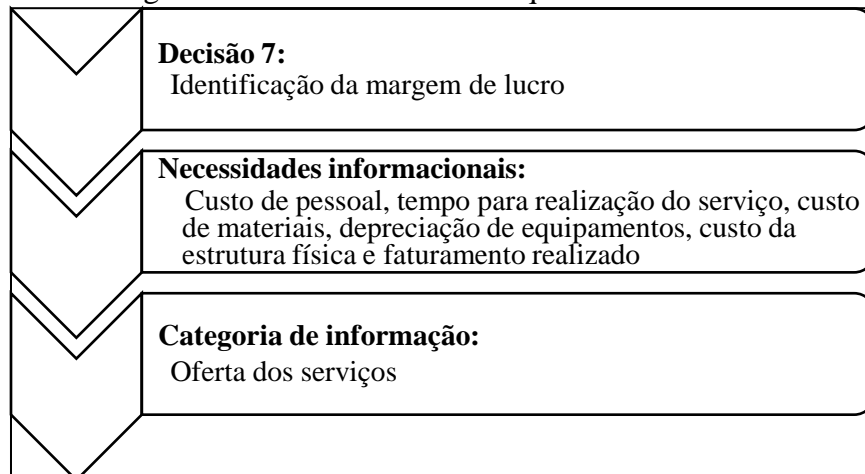 Decisão 7:
Identificação da margem de lucro
Necessidades informacionais:
Custo de pessoal, tempo para realização do serviço, custo
de materiais, depreciação de equipamentos, custo da
estrutura física e faturamento realizado
Categoria de informação:
Oferta dos serviços